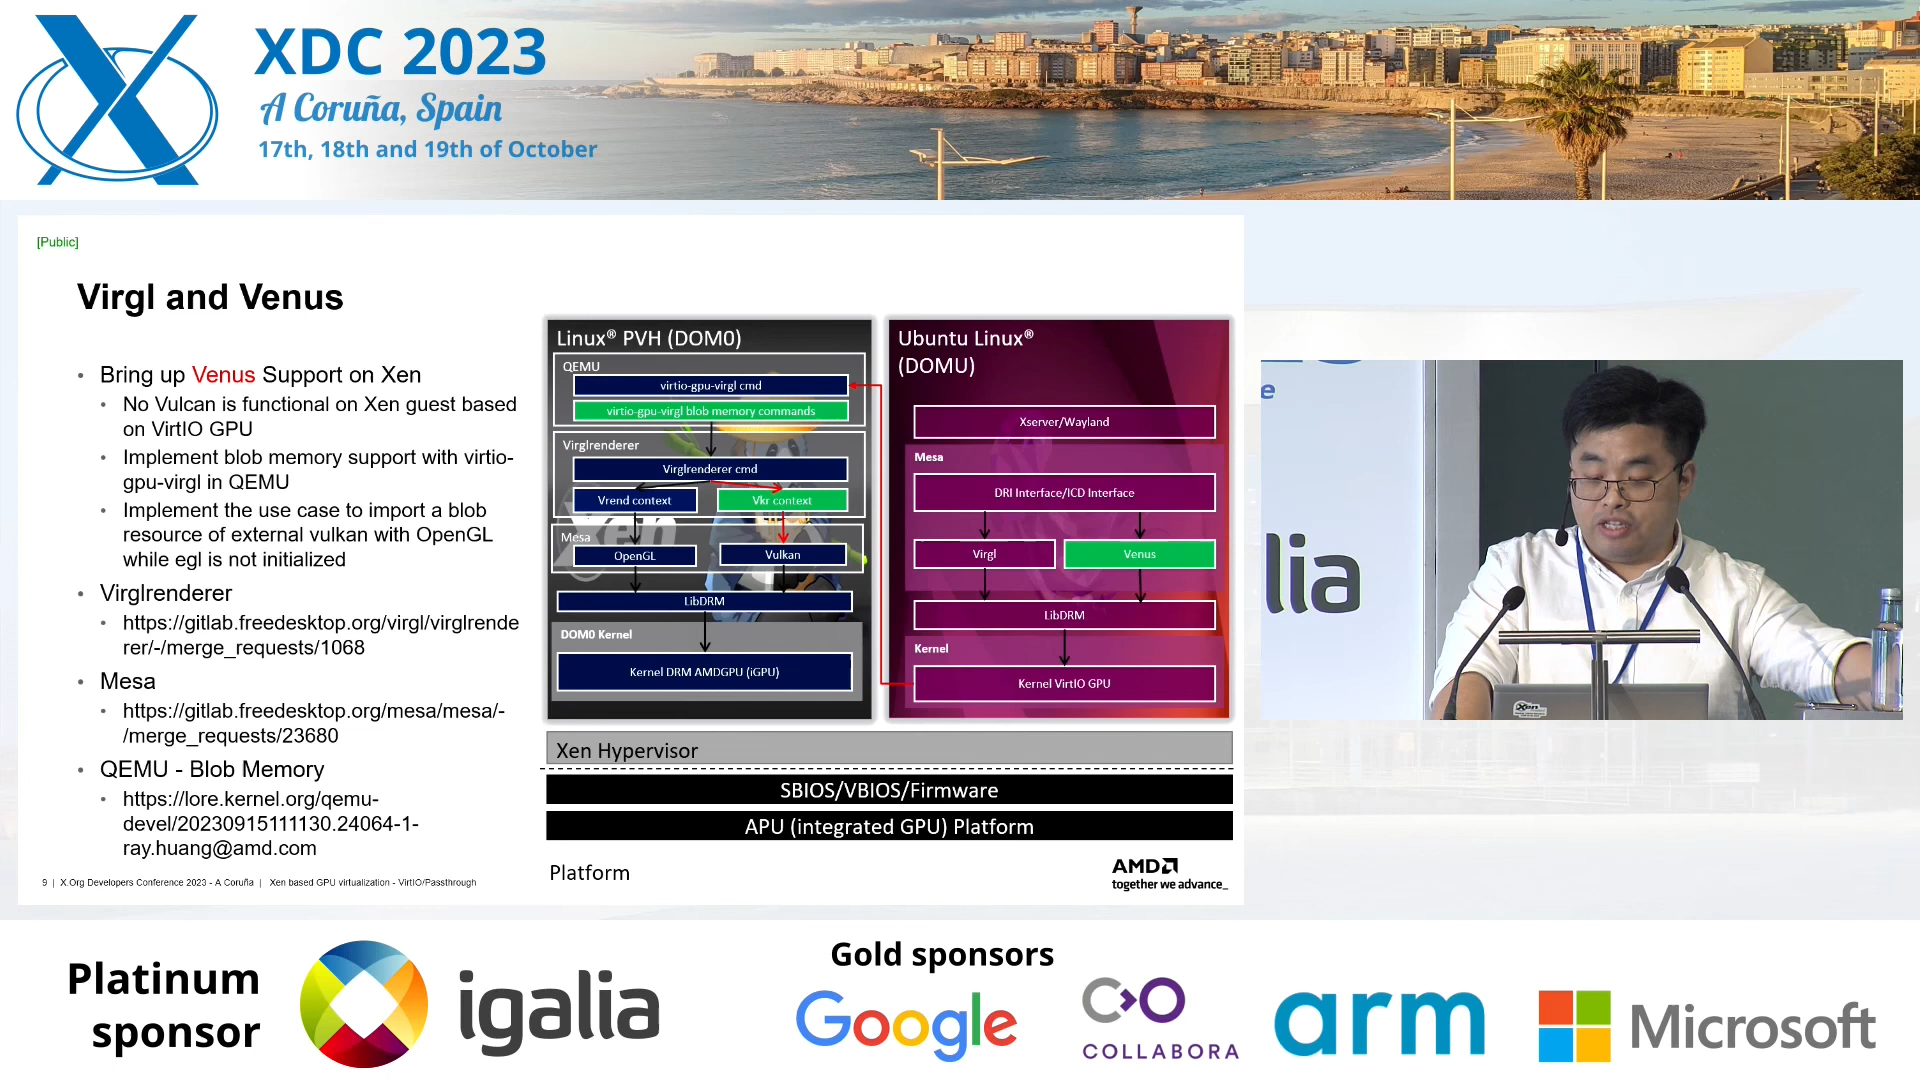 XDC 2023
A Coruña, Spain
17th, 18th and 19th of October
[Public]
Virgl and Venus
• Bring up Venus Support on Xen
• No Vulcan is functional on Xen guest based
on VirtIO GPU
• Implement blob memory support with virtio-
gpu-virgl in QEMU
• Implement the use case to import a blob
resource of external vulkan with OpenGL
while egl is not initialized
• Virglrenderer
• https://gitlab.freedesktop.org/virgl/virglrende
rer/-/merge_requests/1068
• Mesa
• https://gitlab.freedesktop.org/mesa/mesa/-
/merge_requests/23680
• QEMU - Blob Memory
• https://lore.kernel.org/qemu-
devel/20230915111130.24064-1-
ray.huang@amd.com
9 | X.Org Developers Conference 2023 - A Coruña | Xen based GPU virtualization - VirtIO/Passthrough
Linux® PVH (DOM0)
QEMU
virtio-gpu-virgl cmd
virtio-gpu-virgl blob memory commands
Virglrenderer
Virglrenderer cmd
Vrend context
Vkr context
Xen
Mesa
OpenGL
Vulkan
LibDRM
DOM0 Kernel
Kernel DRM AMDGPU (iGPU)
Ubuntu Linux®
(DOMU)
Xserver/Wayland
Mesa
DRI Interface/ICD Interface
Virgl
Venus
LibDRM
Kernel
Kernel VirtIO GPU
Xen Hypervisor
SBIOS/VBIOS/Firmware
APU (integrated GPU) Platform
Platform
AMD
together we advance_
e
lia
Xen
Platinum
sponsor
igalia
Gold sponsors
Google
COLLABORA
arm
Microsoft